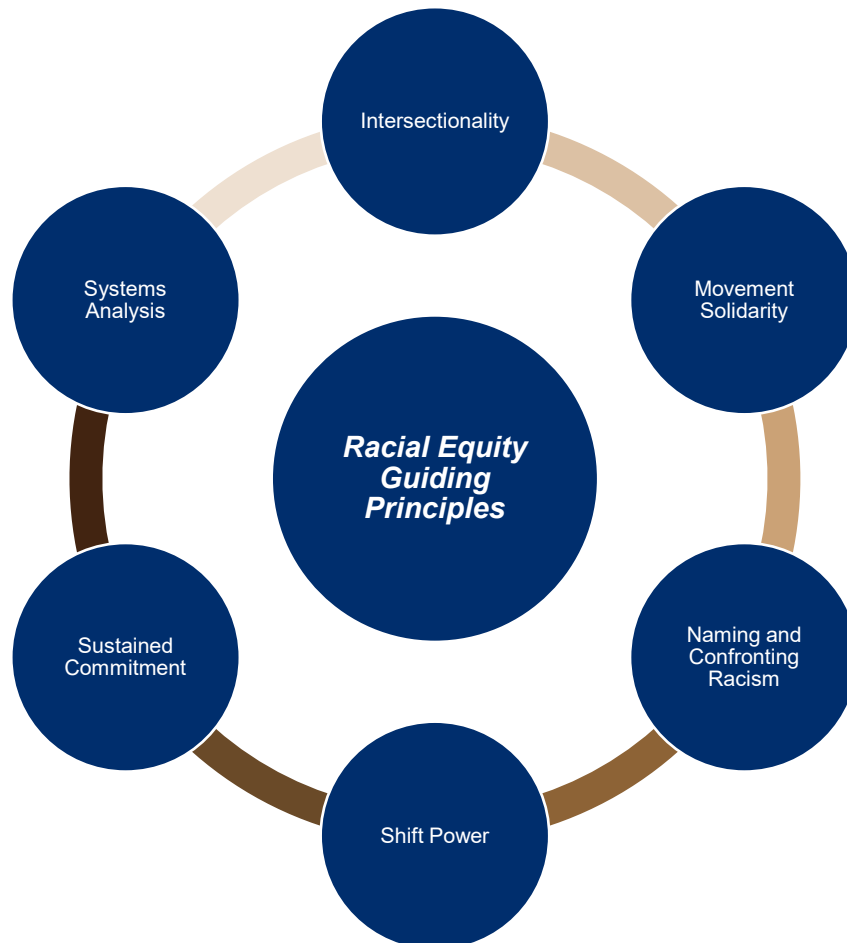 Intersectionality
Movement
Solidarity
Naming and
Confronting
Racism
Shift Power
Sustained
Commitment
Systems
Analysis
Racial Equity
Guiding
Principles